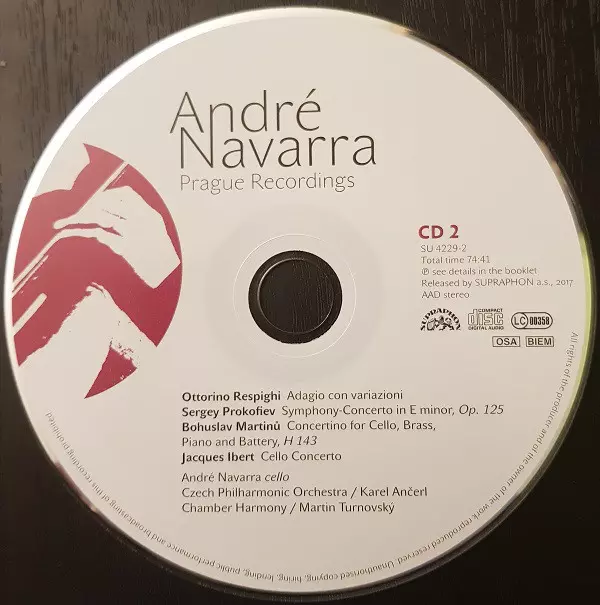 André
Navarra
Prague Recordings
CD 2
SU 4229-2
Total time 74:41
℗ see details in the booklet
Released by SUPRAPHON a.s., 2017
AAD stereo
SUPRAPHON
COMPACT
disc
DIGITAL AUDIO
LC 00358
OSA BIEM
Ottorino Respighi Adagio con variazioni
Sergey Prokofiev Symphony-Concerto in E minor, Op. 125
Bohuslav Martinů Concertino for Cello, Brass,
Piano and Battery, H 143
Jacques Ibert Cello Concerto
André Navarra cello
Czech Philharmonic Orchestra / Karel Ančerl
Chamber Harmony / Martin Turnovský
All rights of the producer and of the owner of the work reproduced reserved. Unauthorised copying, hiring, lending, public performance and broadcasting of this recording prohibited.